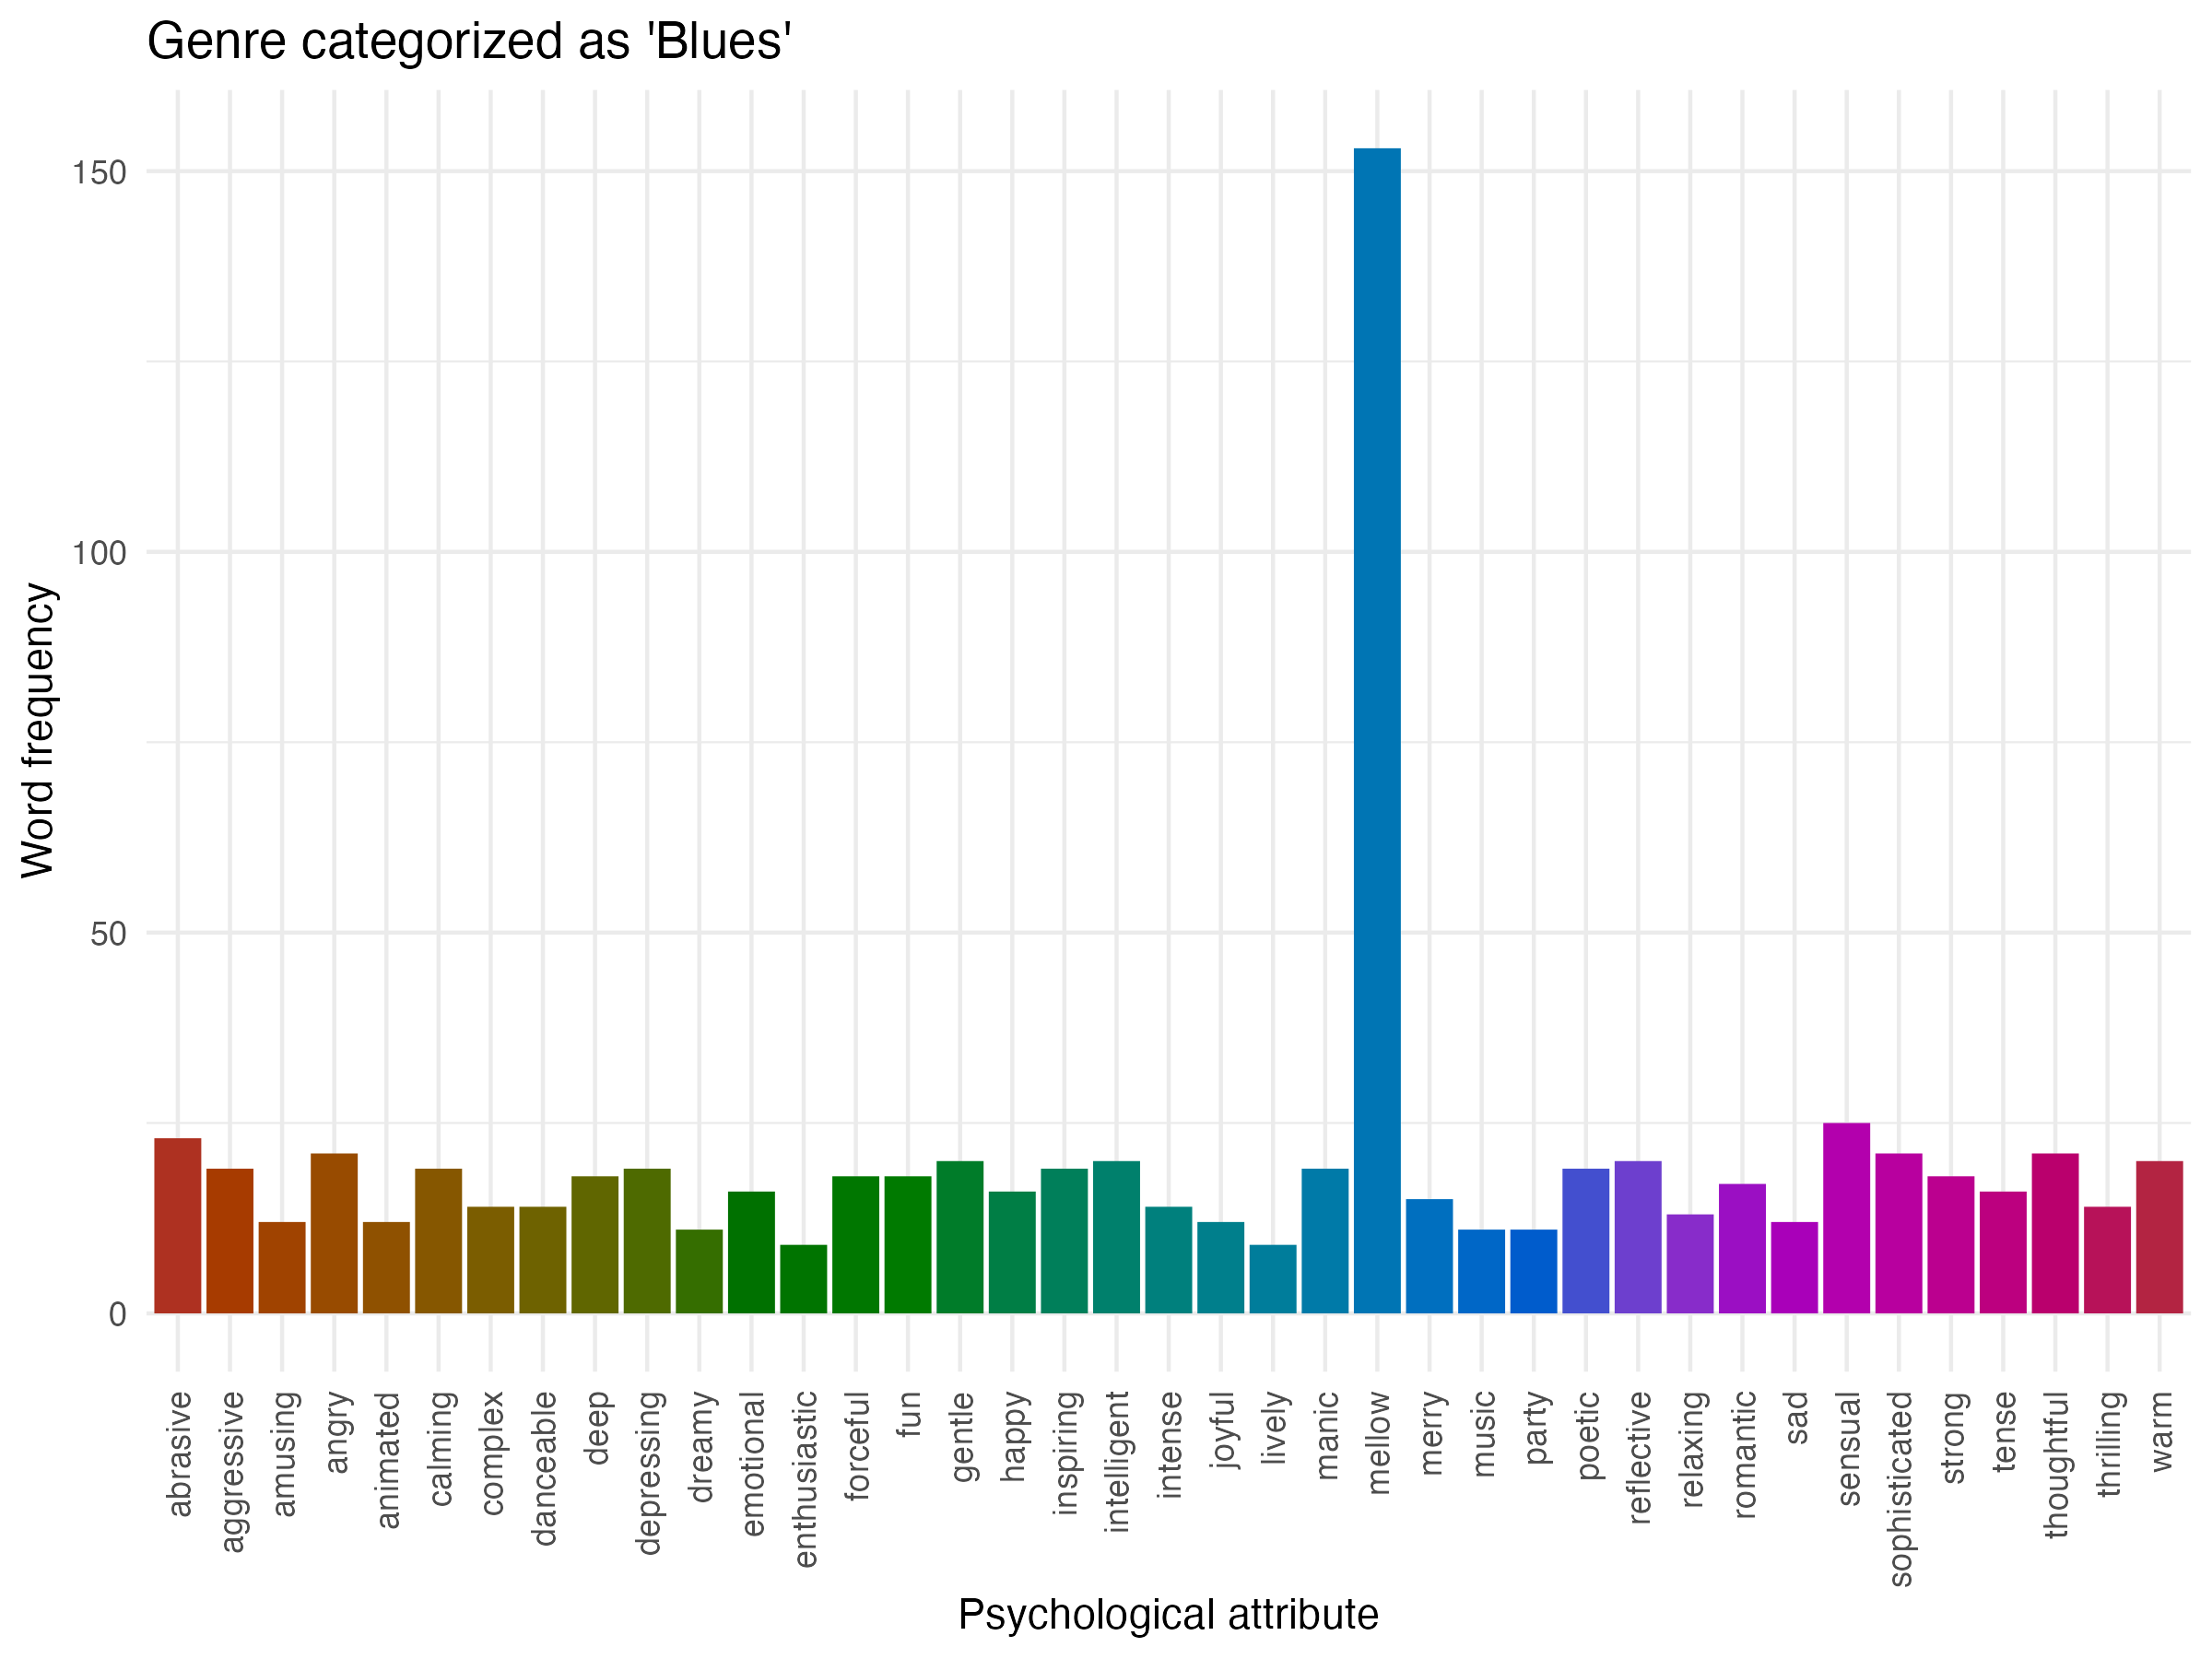 Genre categorized as 'Blues'
Word frequency
150
100
50
0
abrasive
aggressive
amusing
angry
animated
calming
complex
danceable
deep
depressing
dreamy
emotional
enthusiastic
forceful
fun
gentle
happy
inspiring
intelligent
intense
joyful
lively
manic
mellow
merry
music
party
poetic
reflective
relaxing
romantic
sad
sensual
sophisticated
strong
tense
thoughtful
thrilling
warm
Psychological attribute